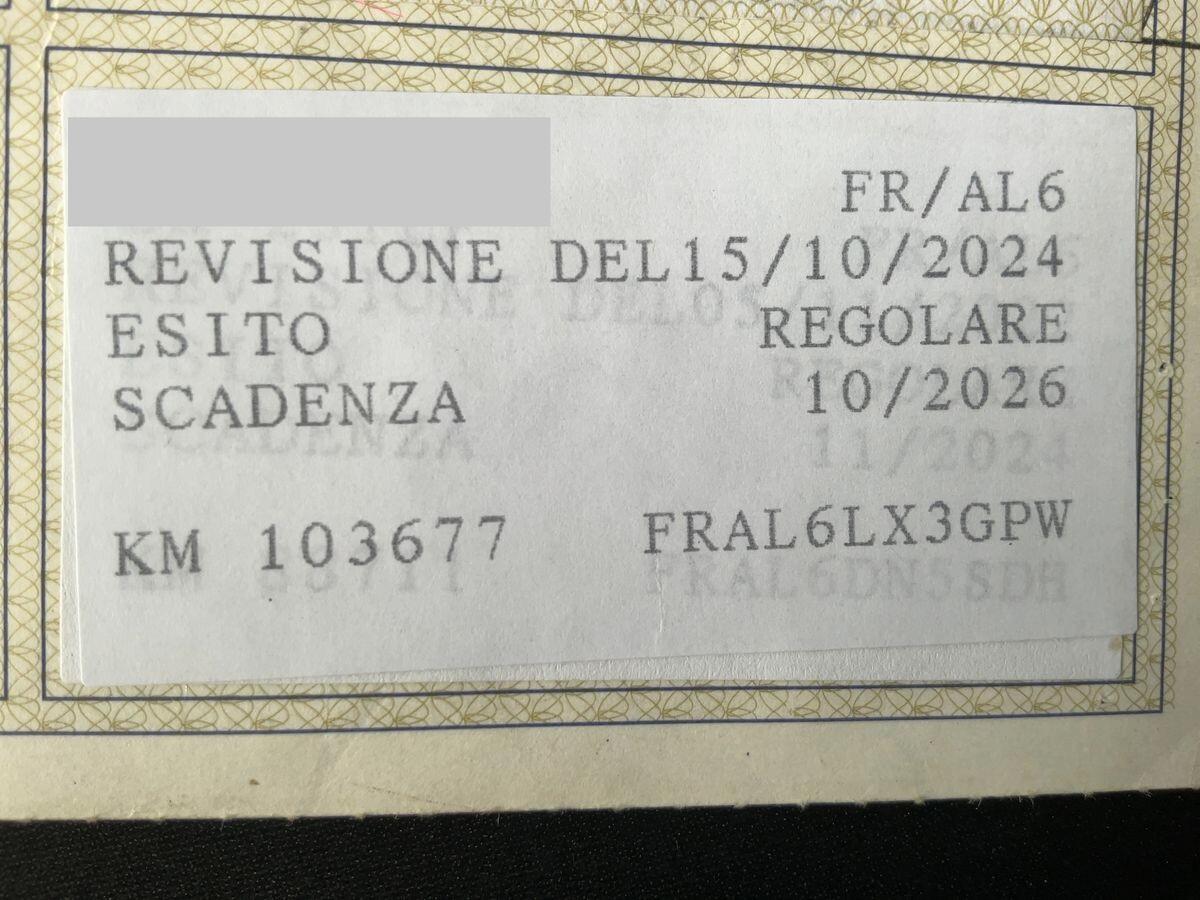 FR/AL6
REVISIONE DEL15/10/2024
ESITO REGOLARE
SCADENZA 10/2026
KM 103677 FRAL6LX3GPW